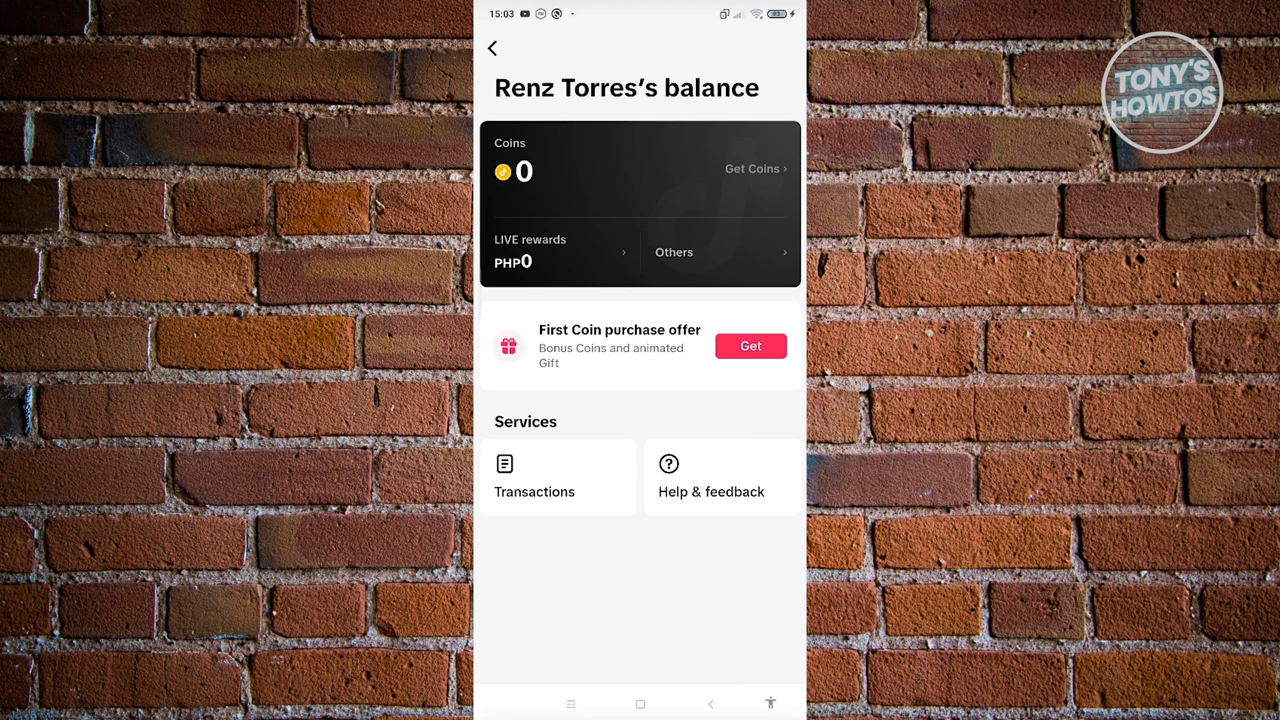 15:03
93
TONY'S
HOWTOS
Renz Torres's balance
Coins
0
Get Coins
LIVE rewards
PHP0
Others
First Coin purchase offer
Bonus Coins and animated
Gift
Get
Services
Transactions
Help & feedback